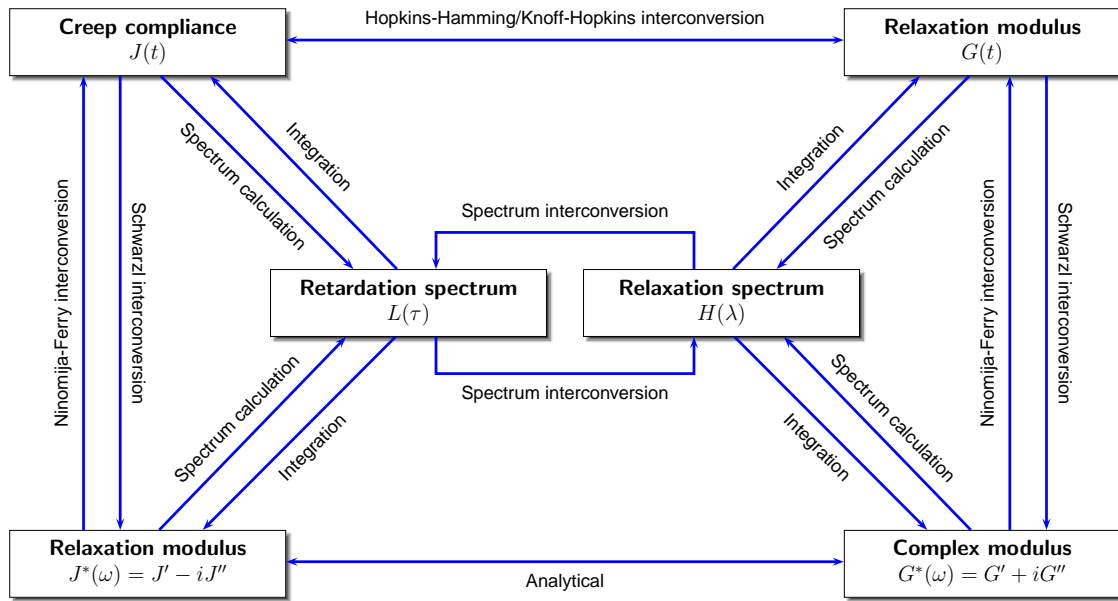 Hopkins-Hamming/Knoff-Hopkins interconversion
Creep compliance
J(t)
Relaxation modulus
G(t)
Spectrum calculation
Integration
Integration
Spectrum calculation
Ninomija-Ferry interconversion
Schwarzl interconversion
Ninomija-Ferry interconversion
Schwarzl interconversion
Spectrum interconversion
Retardation spectrum
L(τ)
Relaxation spectrum
H(λ)
Spectrum interconversion
Spectrum calculation
Integration
Integration
Spectrum calculation
Relaxation modulus
J*(ω) = J′ − iJ″
Analytical
Complex modulus
G*(ω) = G′ + iG″